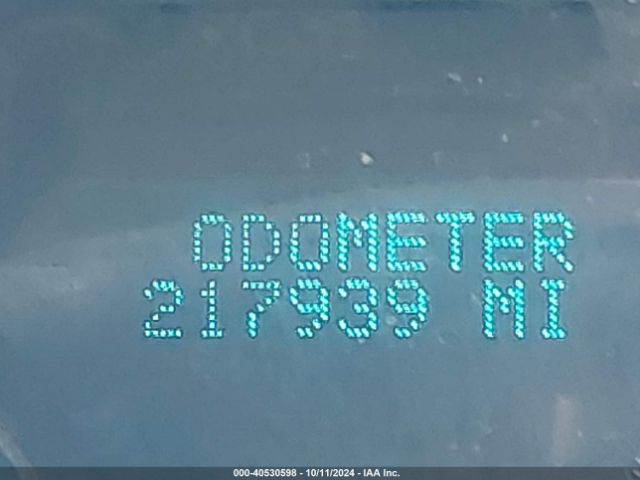 ODOMETER
217939 MI
000-40530598 - 10/11/2024 - IAA Inc.